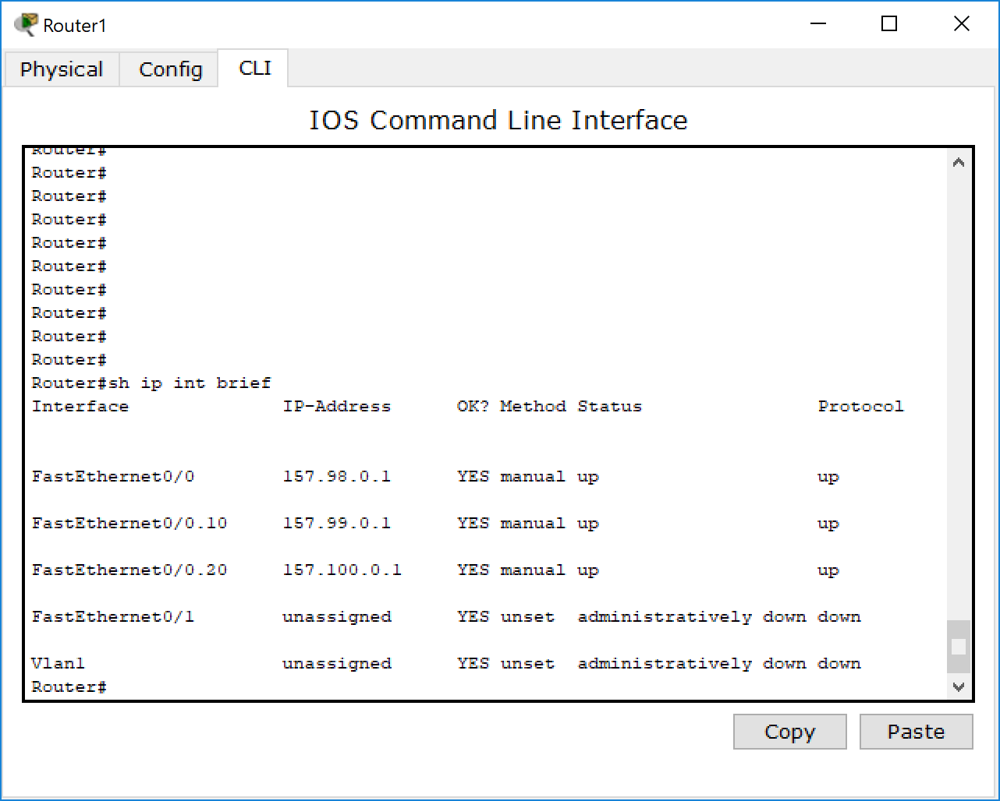 Router1
Physical Config CLI
IOS Command Line Interface
Router#
Router#
Router#
Router#
Router#
Router#
Router#
Router#
Router#
Router#
Router#sh ip int brief
Interface IP-Address OK? Method Status Protocol
FastEthernet0/0 157.98.0.1 YES manual up up
FastEthernet0/0.10 157.99.0.1 YES manual up up
FastEthernet0/0.20 157.100.0.1 YES manual up up
FastEthernet0/1 unassigned YES unset administratively down down
Vlan1 unassigned YES unset administratively down down
Router#
Copy Paste